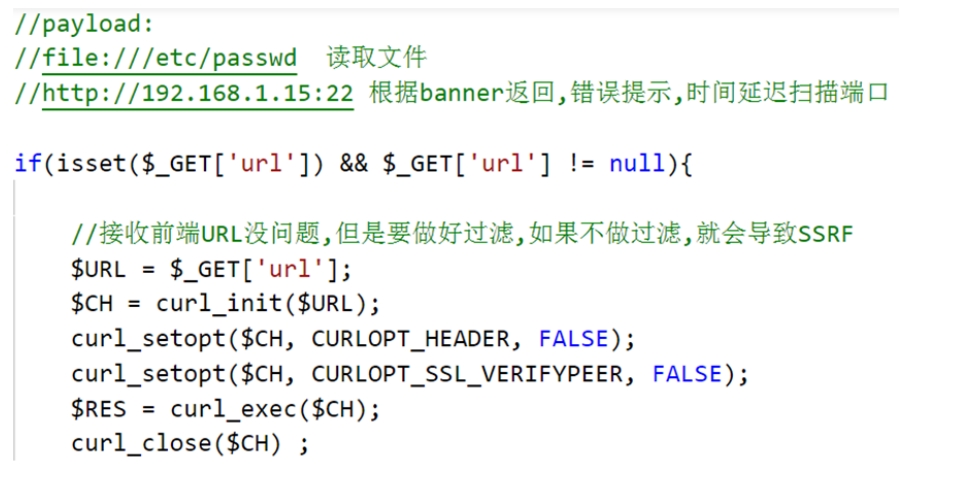 //payload:
//file:///etc/passwd  读取文件
//http://192.168.1.15:22 根据banner返回,错误提示,时间延迟扫描端口
if(isset($_GET['url']) && $_GET['url'] != null){
//接收前端URL没问题,但是要做好过滤,如果不做过滤,就会导致SSRF
$URL = $_GET['url'];
$CH = curl_init($URL);
curl_setopt($CH, CURLOPT_HEADER, FALSE);
curl_setopt($CH, CURLOPT_SSL_VERIFYPEER, FALSE);
$RES = curl_exec($CH);
curl_close($CH) ;